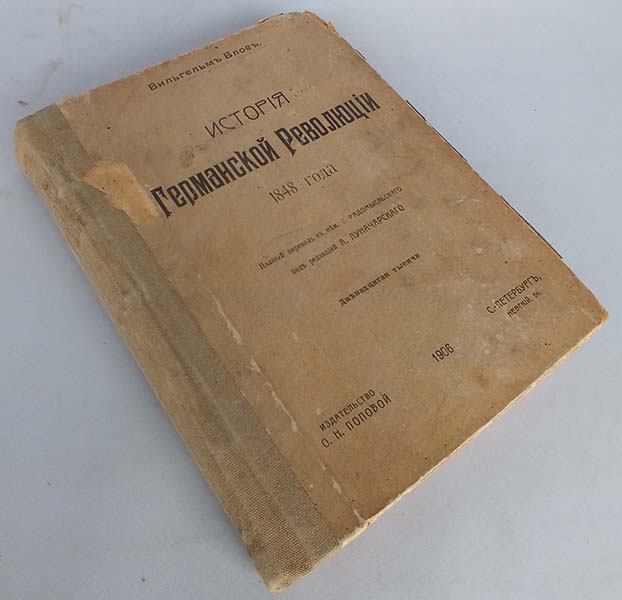 Вильгельмъ Блосъ.
ИСТОРІЯ
Германской Революціи
1848 года
Полный переводъ съ нѣм. Г. РАДОМЫСЛЬСКАГО
Подъ редакціей А. ЛУНАЧАРСКАГО
Двѣнадцатая тысяча
С.-ПЕТЕРБУРГЪ,
НЕВСКІЙ, 54.
1906
ИЗДАТЕЛЬСТВО
О. Н. ПОПОВОЙ